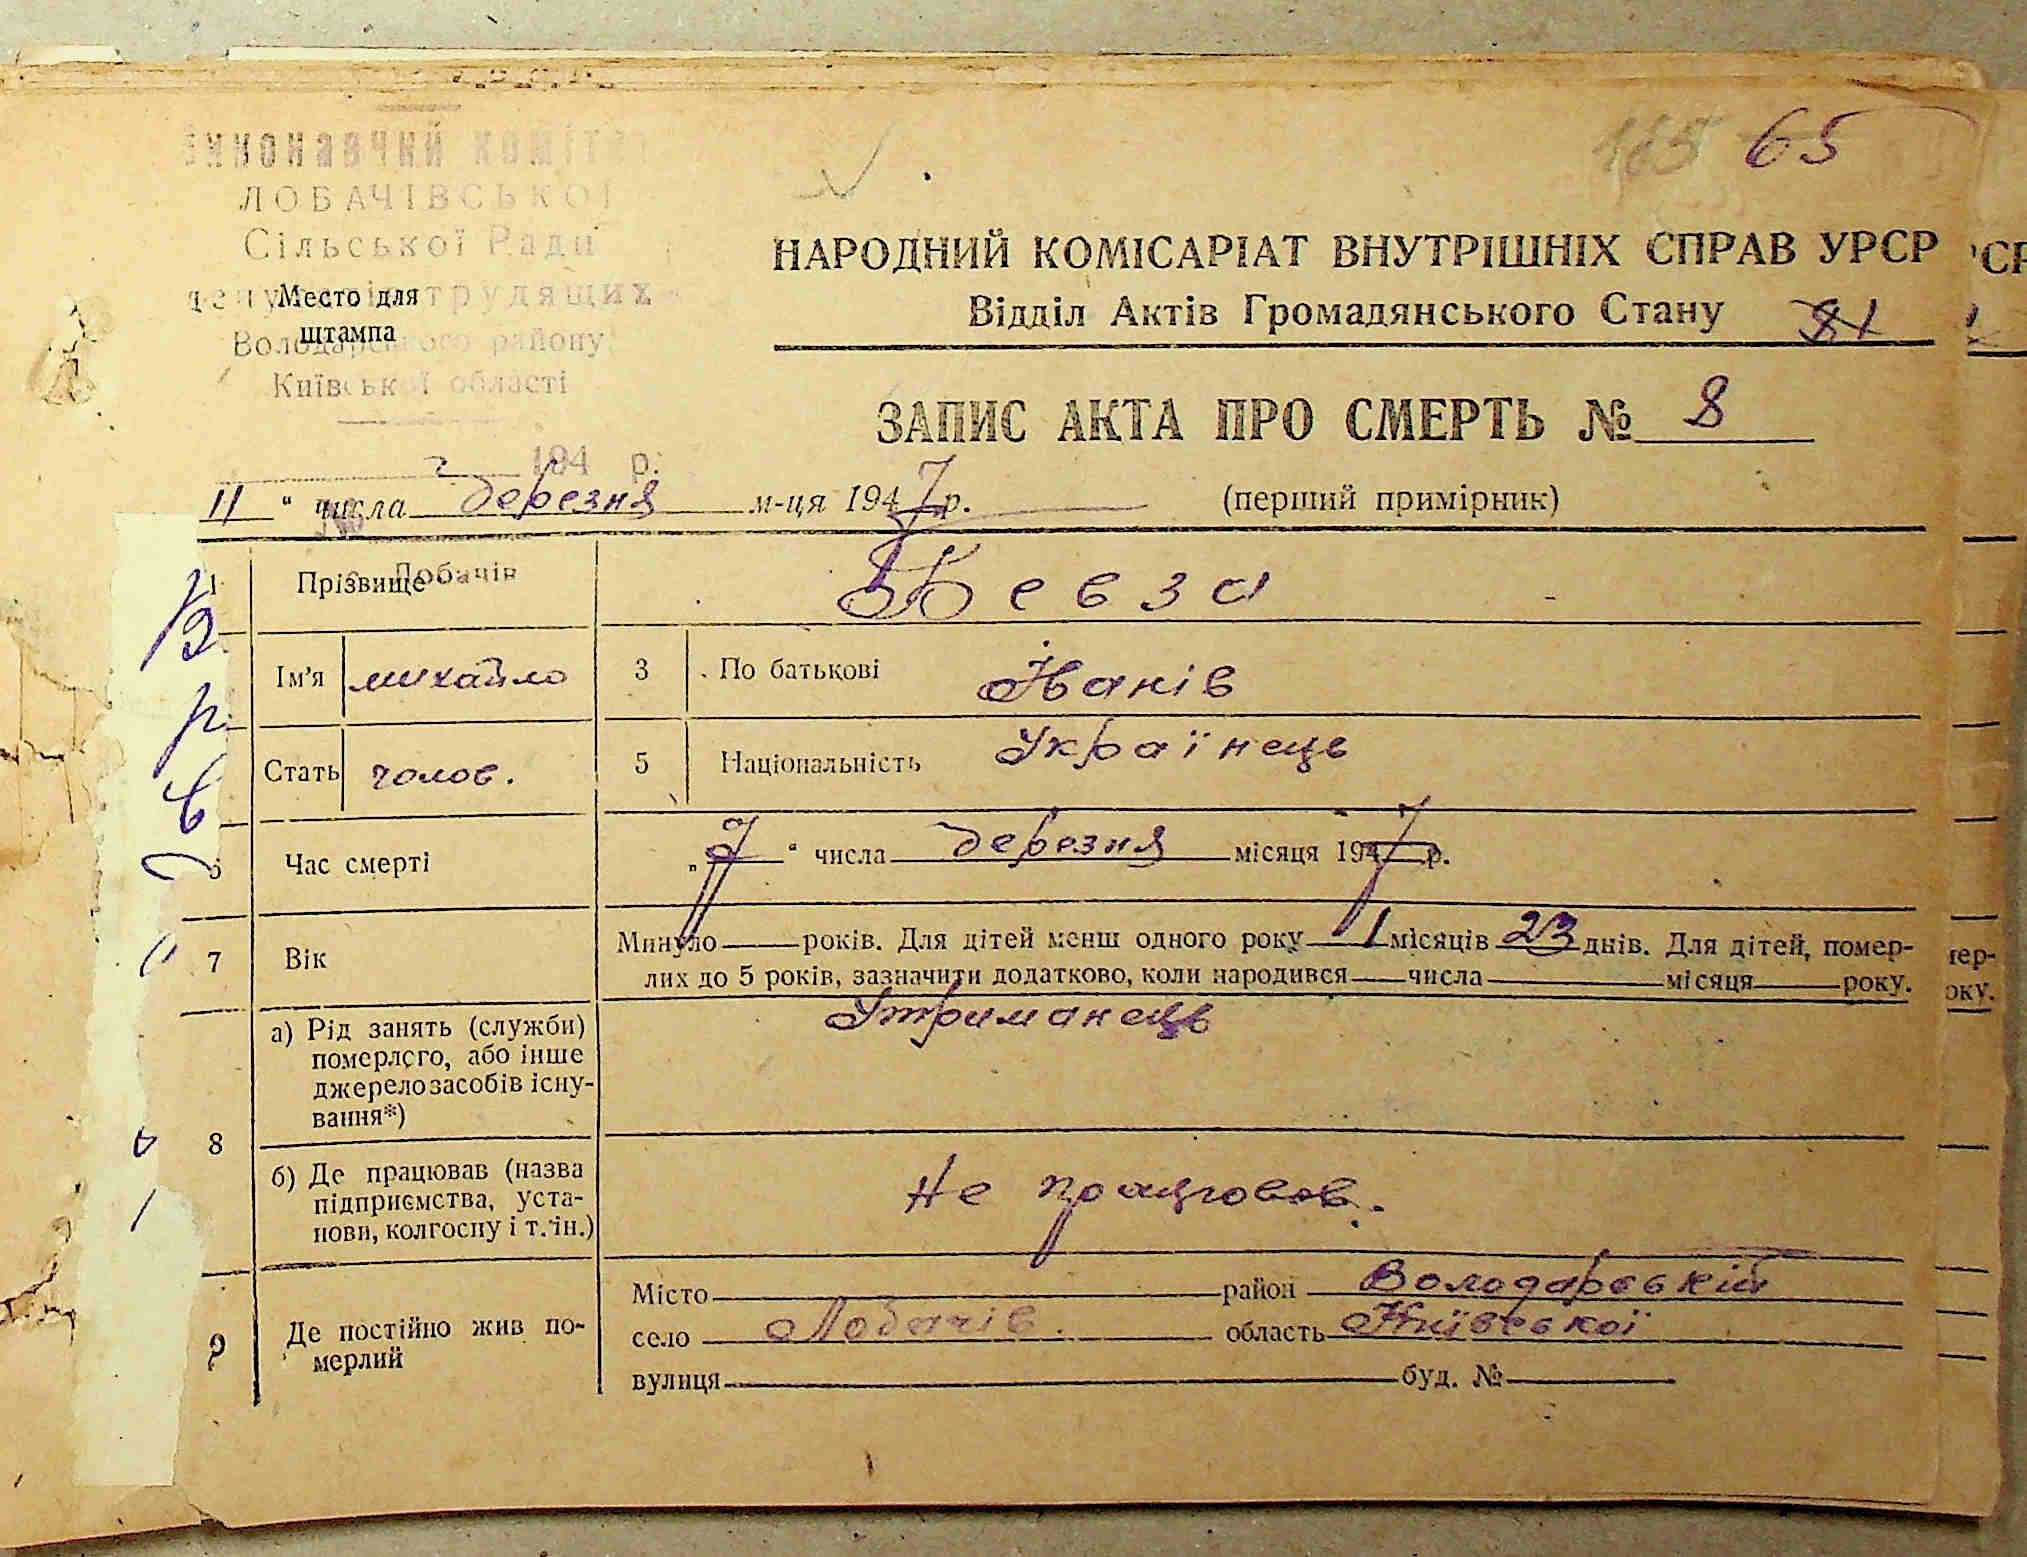 165 65
Виконавчий комітет
ЛОБАЧІВСЬКОЇ
Сільської Ради
депутатів трудящих
Володарського району
Київської області
194 р.
№
с. Лобачів
Место для
штампа
НАРОДНИЙ КОМІСАРІАТ ВНУТРІШНІХ СПРАВ УРСР
Відділ Актів Громадянського Стану
ЗАПИС АКТА ПРО СМЕРТЬ № 8
11 “ числа березня м-ця 1947 р. (перший примірник)
1 Прізвище Бевза
Ім'я михайло 3 По батькові Іванів
Стать чолов. 5 Національність Українець
6 Час смерті „ 7 “ числа березня місяця 1947 р.
7 Вік Минуло років. Для дітей менш одного року 1 місяців 23 днів. Для дітей, помер-
лих до 5 років, зазначити додатково, коли народився числа місяця року.
8 а) Рід занять (служби)
померлого, або інше
джерело засобів існу-
вання*)
Утриманець
б) Де працював (назва
підприємства, уста-
нови, колгоспу і т. ін.)
Не працював.
9 Де постійно жив по-
мерлий
Місто район Володарський
село Лобачів. область Київської
вулиця буд. №